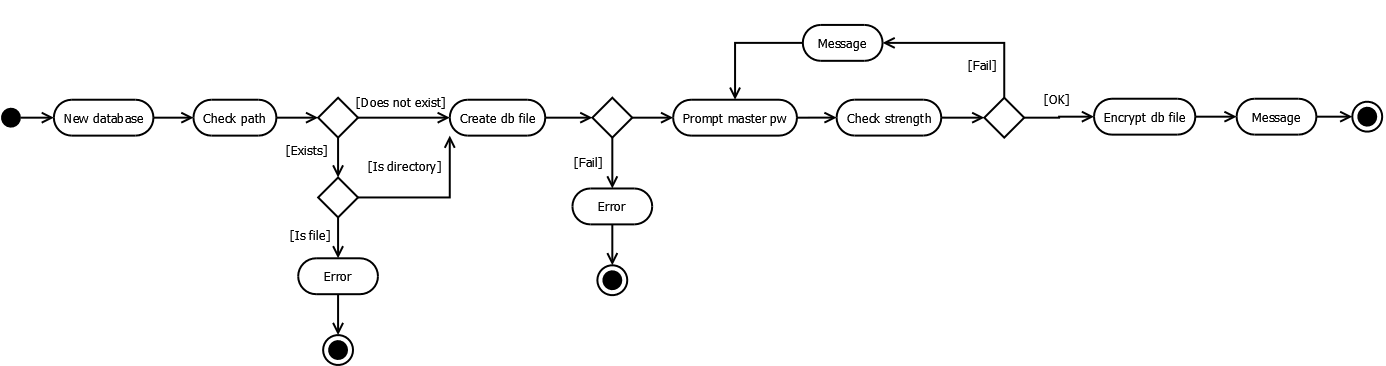 Message
[Fail]
New database
Check path
[Does not exist]
Create db file
Prompt master pw
Check strength
[OK]
Encrypt db file
Message
[Exists]
[Is directory]
[Fail]
Error
[Is file]
Error